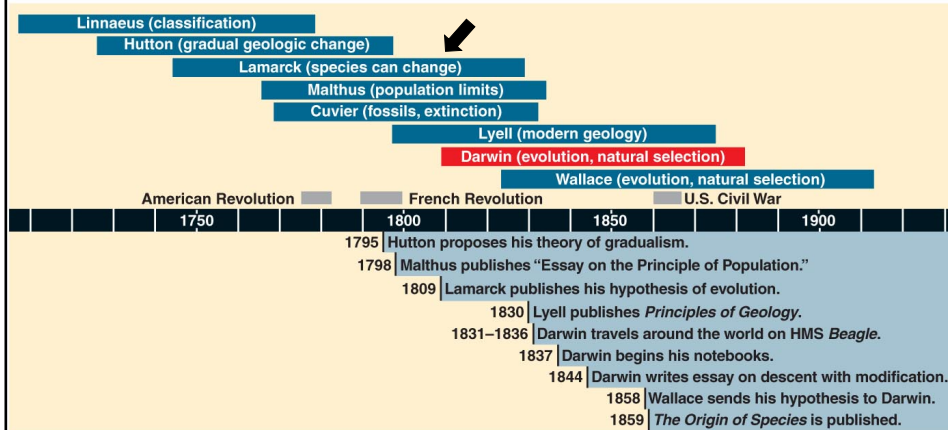 Linnaeus (classification)
Hutton (gradual geologic change)
Lamarck (species can change)
Malthus (population limits)
Cuvier (fossils, extinction)
Lyell (modern geology)
Darwin (evolution, natural selection)
Wallace (evolution, natural selection)
American Revolution French Revolution U.S. Civil War
1750 1800 1850 1900
1795 Hutton proposes his theory of gradualism.
1798 Malthus publishes “Essay on the Principle of Population.”
1809 Lamarck publishes his hypothesis of evolution.
1830 Lyell publishes Principles of Geology.
1831–1836 Darwin travels around the world on HMS Beagle.
1837 Darwin begins his notebooks.
1844 Darwin writes essay on descent with modification.
1858 Wallace sends his hypothesis to Darwin.
1859 The Origin of Species is published.